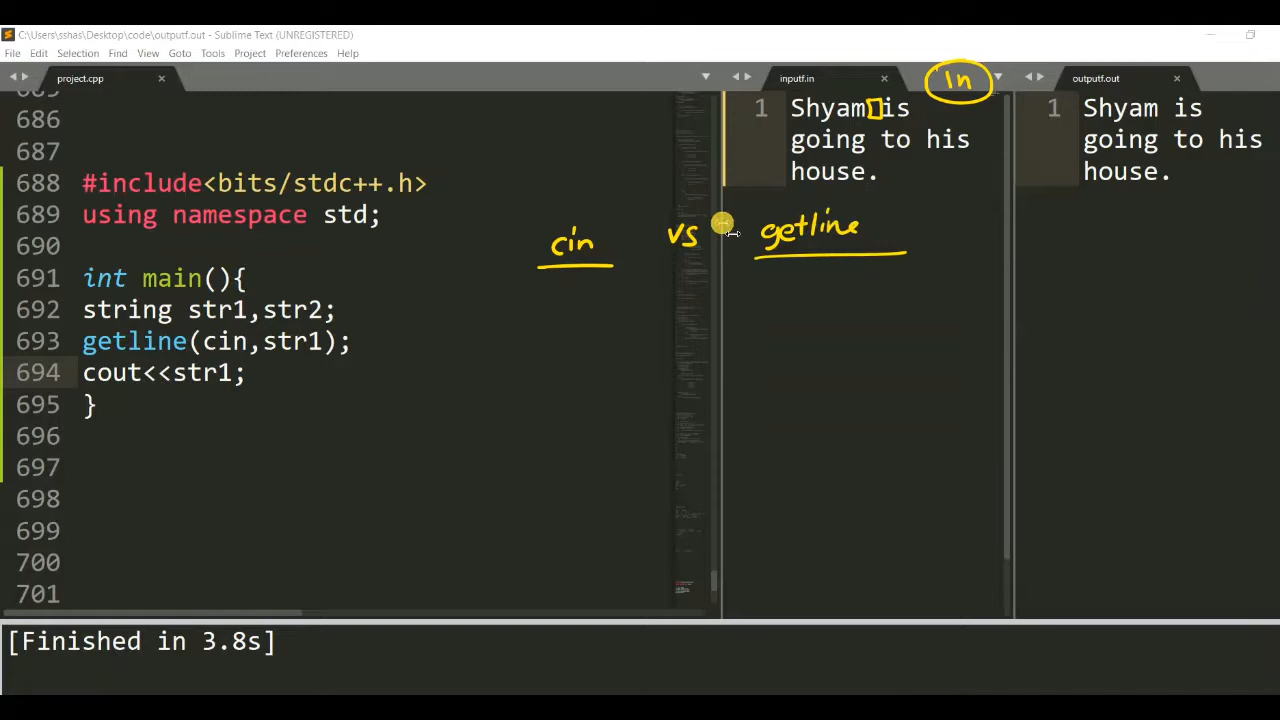 C:\Users\sshas\Desktop\code\outputf.out - Sublime Text (UNREGISTERED)
File Edit Selection Find View Goto Tools Project Preferences Help
project.cpp
inputf.in
In
outputf.out
685
686
687
688 #include<bits/stdc++.h>
689 using namespace std;
690
691 int main(){
692 string str1,str2;
693 getline(cin,str1);
694 cout<<str1;
695 }
696
697
698
699
700
701
1 Shyam is
going to his
house.
cin vs getline
1 Shyam is
going to his
house.
[Finished in 3.8s]